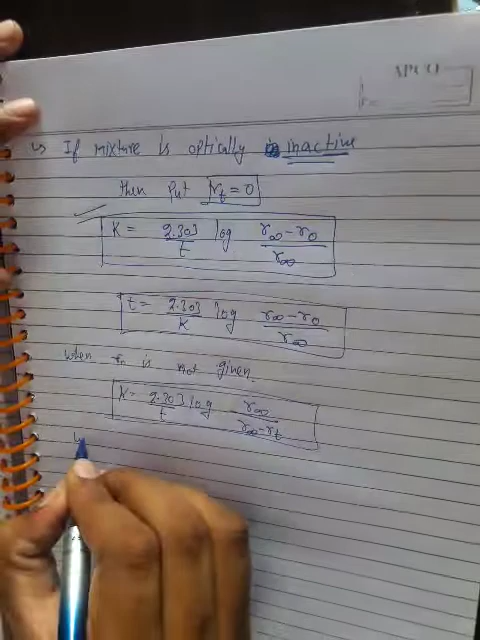 ↳ If mixture is optically inactive
then put r_t = 0
K = 2.303/t log (r∞ - r0)/r∞
t = 2.303/K log (r∞ - r0)/r∞
when r0 is not given.
K = 2.303/t log r∞/(r∞ - rt)